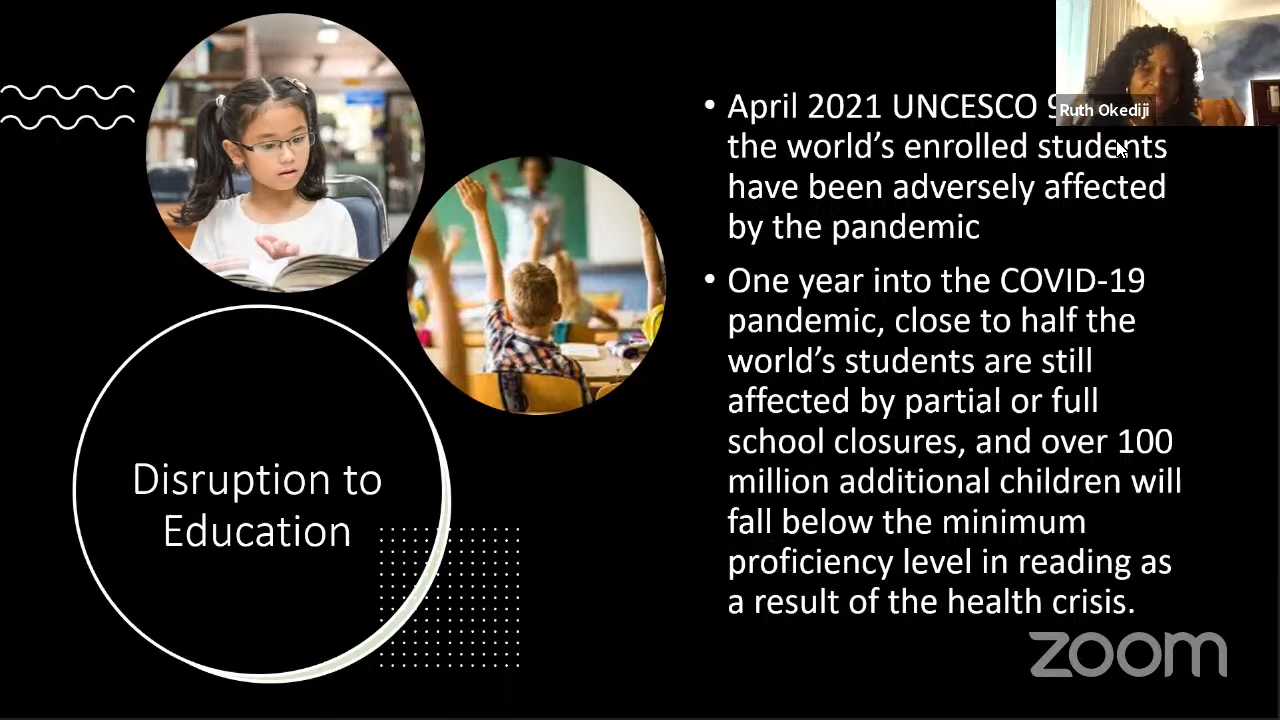 Disruption to
Education
• April 2021 UNCESCO
the world’s enrolled students
have been adversely affected
by the pandemic
• One year into the COVID-19
pandemic, close to half the
world’s students are still
affected by partial or full
school closures, and over 100
million additional children will
fall below the minimum
proficiency level in reading as
a result of the health crisis.
Ruth Okediji
zoom